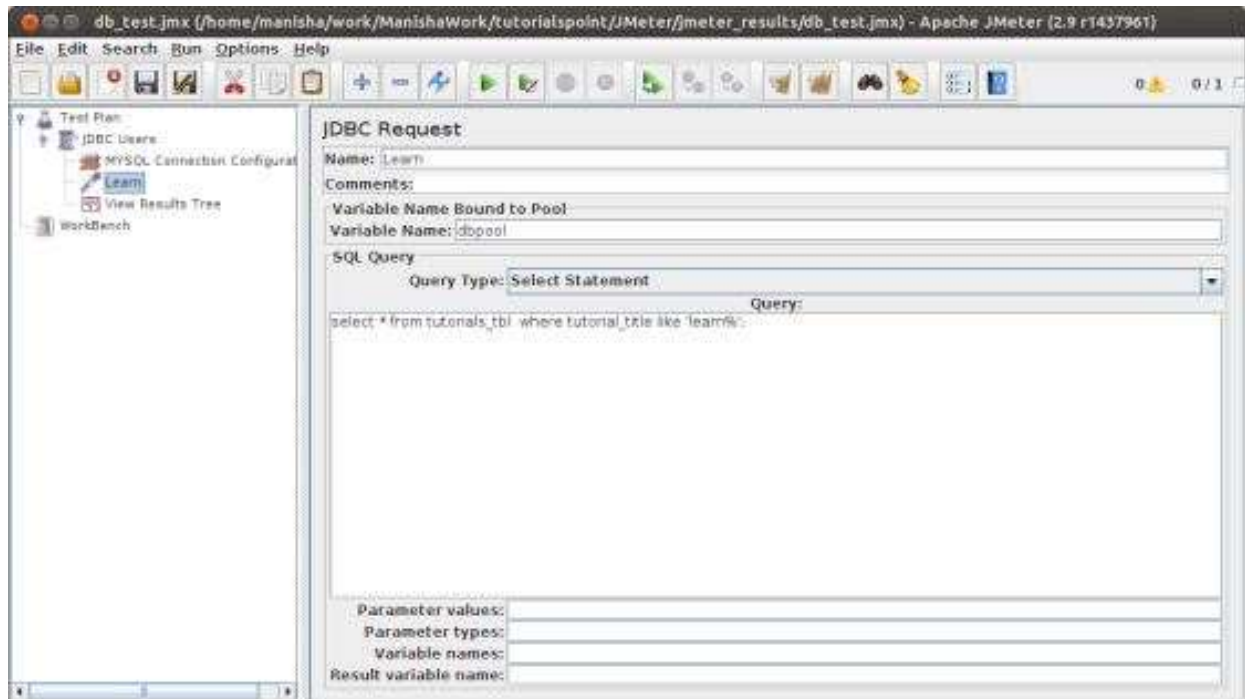 db_test.jmx (/home/manisha/work/ManishaWork/tutorialspoint/JMeter/jmeter_results/db_test.jmx) - Apache JMeter (2.9 r1437961)
File Edit Search Run Options Help
0 0 / 1
Test Plan
JDBC Users
MYSQL Connection Configurat
Learn
View Results Tree
WorkBench
JDBC Request
Name: Learn
Comments:
Variable Name Bound to Pool
Variable Name: dbpool
SQL Query
Query Type: Select Statement
Query:
select * from tutorials_tbl where tutorial_title like 'learn%';
Parameter values:
Parameter types:
Variable names:
Result variable name: